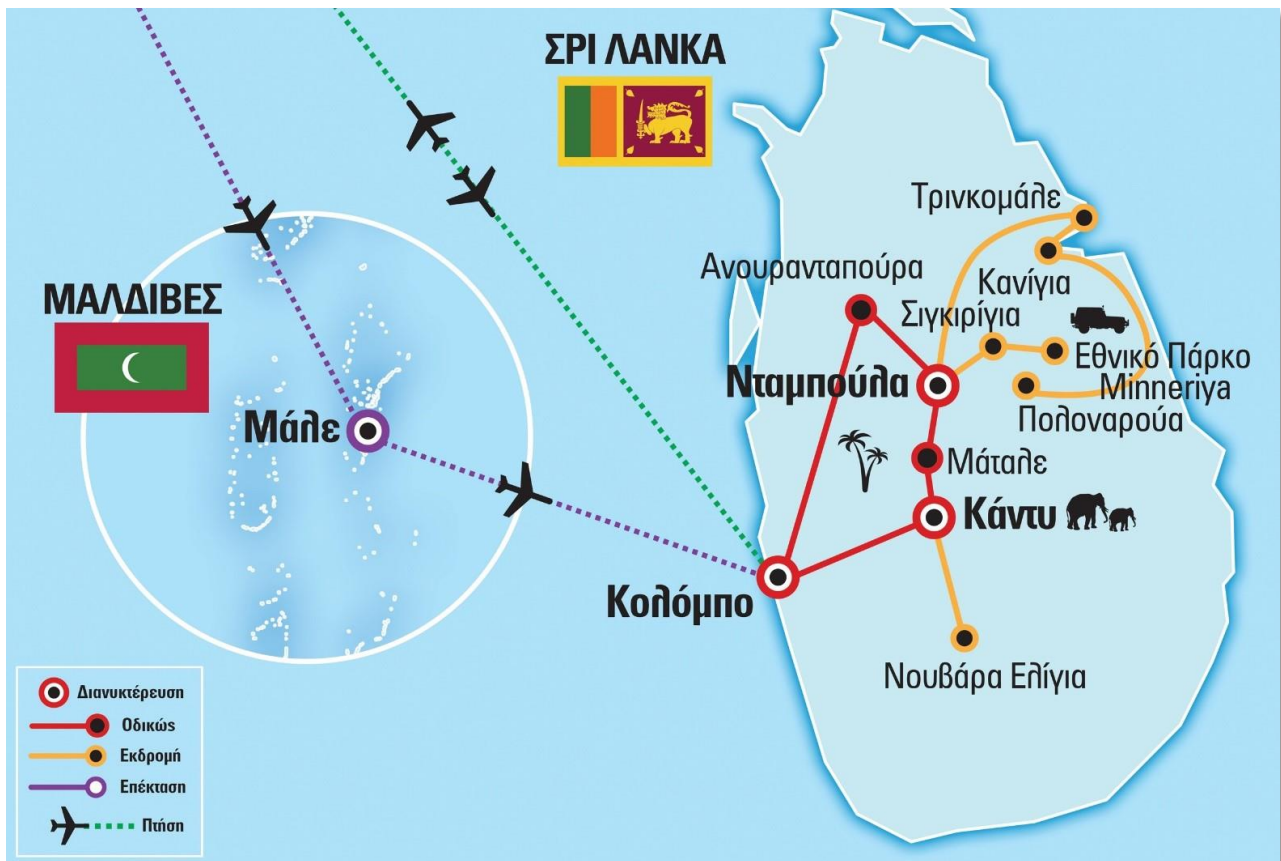 ΣΡΙ ΛΑΝΚΑ
ΜΑΛΔΙΒΕΣ
Μάλε
Τρινκομάλε
Ανουρανταπούρα
Κανίγια
Σιγκιρίγια
Εθνικό Πάρκο
Minneriya
Νταμπούλα
Πολοναρούα
Μάταλε
Κάντυ
Κολόμπο
Νουβάρα Ελίγια
Διανυκτέρευση
Οδικώς
Εκδρομή
Επέκταση
Πτήση